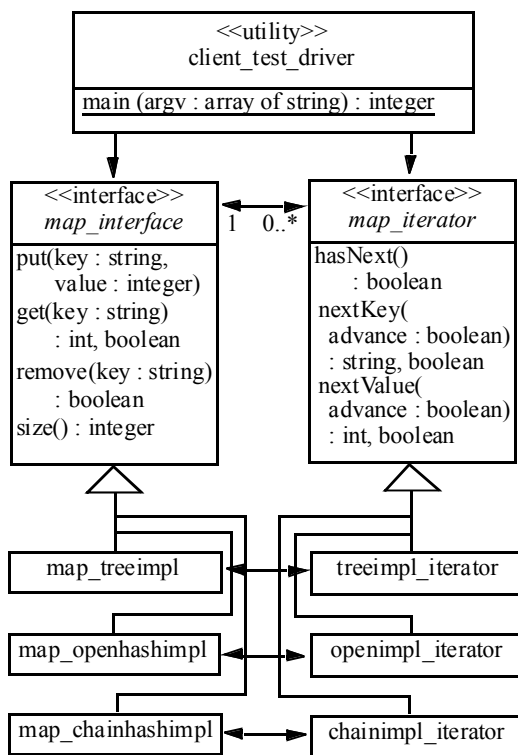 <<utility>>
client_test_driver
main (argv : array of string) : integer
<<interface>>
map_interface
put(key : string,
value : integer)
get(key : string)
: int, boolean
remove(key : string)
: boolean
size() : integer
1 0..*
<<interface>>
map_iterator
hasNext()
: boolean
nextKey(
advance : boolean)
: string, boolean
nextValue(
advance : boolean)
: int, boolean
map_treeimpl
treeimpl_iterator
map_openhashimpl
openimpl_iterator
map_chainhashimpl
chainimpl_iterator